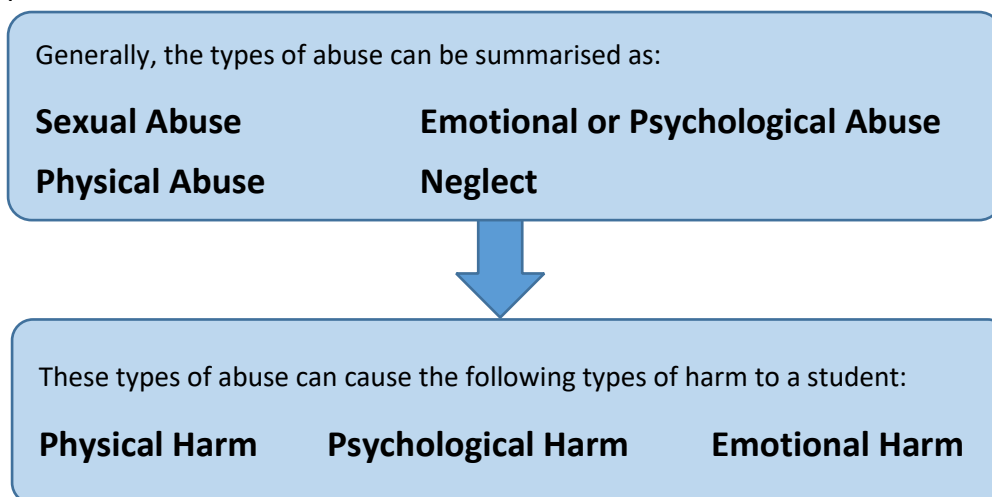 Generally, the types of abuse can be summarised as:
Sexual Abuse Emotional or Psychological Abuse
Physical Abuse Neglect
These types of abuse can cause the following types of harm to a student:
Physical Harm Psychological Harm Emotional Harm